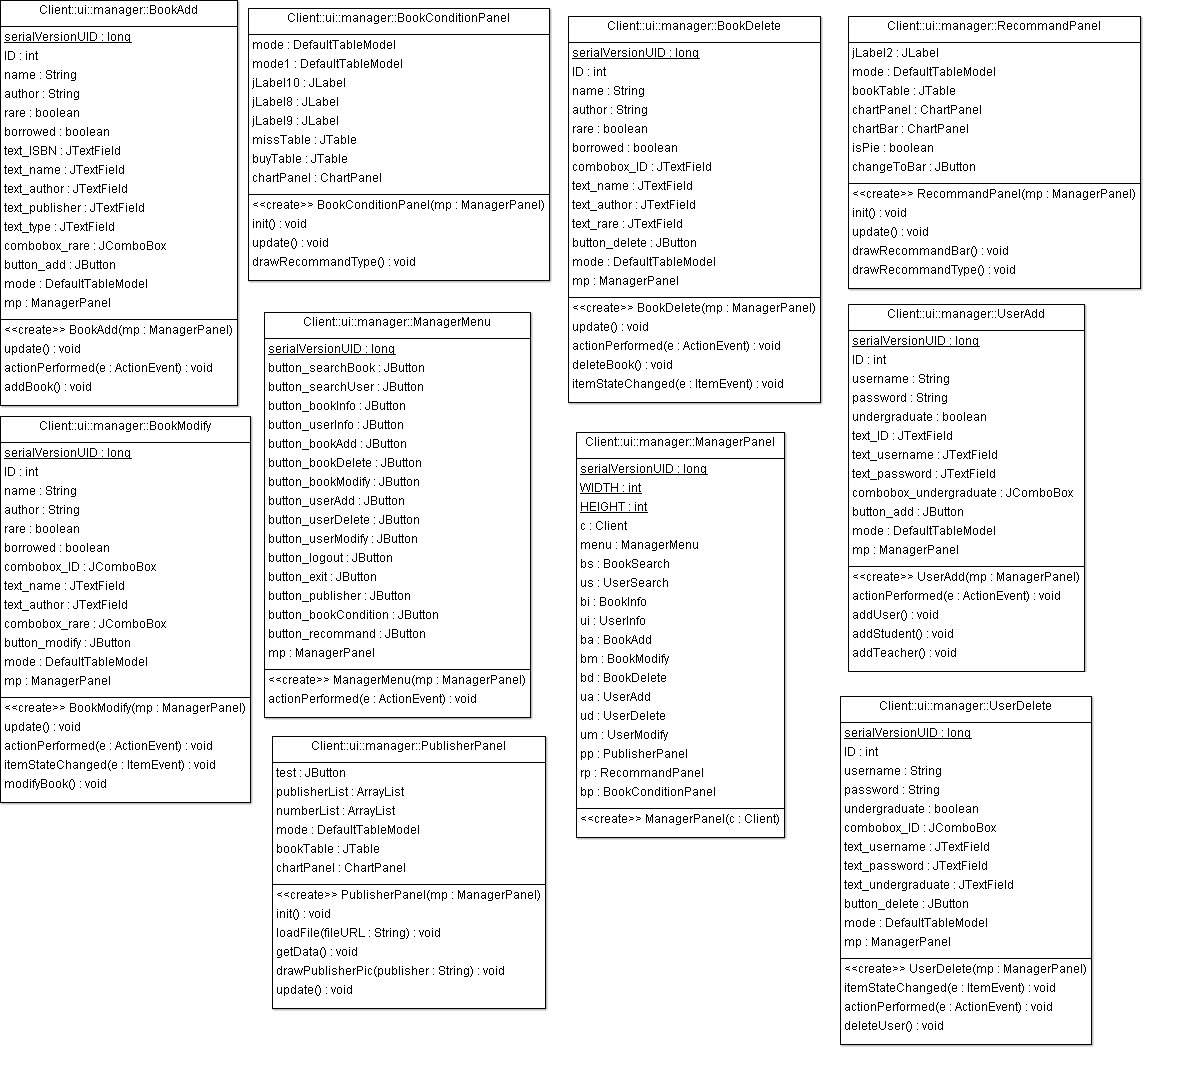 Client::ui::manager::BookAdd
serialVersionUID : long
ID : int
name : String
author : String
rare : boolean
borrowed : boolean
text_ISBN : JTextField
text_name : JTextField
text_author : JTextField
text_publisher : JTextField
text_type : JTextField
combobox_rare : JComboBox
button_add : JButton
mode : DefaultTableModel
mp : ManagerPanel
<<create>> BookAdd(mp : ManagerPanel)
update() : void
actionPerformed(e : ActionEvent) : void
addBook() : void
Client::ui::manager::BookModify
serialVersionUID : long
ID : int
name : String
author : String
rare : boolean
borrowed : boolean
combobox_ID : JComboBox
text_name : JTextField
text_author : JTextField
combobox_rare : JComboBox
button_modify : JButton
mode : DefaultTableModel
mp : ManagerPanel
<<create>> BookModify(mp : ManagerPanel)
update() : void
actionPerformed(e : ActionEvent) : void
itemStateChanged(e : ItemEvent) : void
modifyBook() : void
Client::ui::manager::BookConditionPanel
mode : DefaultTableModel
mode1 : DefaultTableModel
jLabel10 : JLabel
jLabel8 : JLabel
jLabel9 : JLabel
missTable : JTable
buyTable : JTable
chartPanel : ChartPanel
<<create>> BookConditionPanel(mp : ManagerPanel)
init() : void
update() : void
drawRecommandType() : void
Client::ui::manager::ManagerMenu
serialVersionUID : long
button_searchBook : JButton
button_searchUser : JButton
button_bookInfo : JButton
button_userInfo : JButton
button_bookAdd : JButton
button_bookDelete : JButton
button_bookModify : JButton
button_userAdd : JButton
button_userDelete : JButton
button_userModify : JButton
button_logout : JButton
button_exit : JButton
button_publisher : JButton
button_bookCondition : JButton
button_recommand : JButton
mp : ManagerPanel
<<create>> ManagerMenu(mp : ManagerPanel)
actionPerformed(e : ActionEvent) : void
Client::ui::manager::PublisherPanel
test : JButton
publisherList : ArrayList
numberList : ArrayList
mode : DefaultTableModel
bookTable : JTable
chartPanel : ChartPanel
<<create>> PublisherPanel(mp : ManagerPanel)
init() : void
loadFile(fileURL : String) : void
getData() : void
drawPublisherPic(publisher : String) : void
update() : void
Client::ui::manager::BookDelete
serialVersionUID : long
ID : int
name : String
author : String
rare : boolean
borrowed : boolean
combobox_ID : JTextField
text_name : JTextField
text_author : JTextField
text_rare : JTextField
button_delete : JButton
mode : DefaultTableModel
mp : ManagerPanel
<<create>> BookDelete(mp : ManagerPanel)
update() : void
actionPerformed(e : ActionEvent) : void
deleteBook() : void
itemStateChanged(e : ItemEvent) : void
Client::ui::manager::ManagerPanel
serialVersionUID : long
WIDTH : int
HEIGHT : int
c : Client
menu : ManagerMenu
bs : BookSearch
us : UserSearch
bi : BookInfo
ui : UserInfo
ba : BookAdd
bm : BookModify
bd : BookDelete
ua : UserAdd
ud : UserDelete
um : UserModify
pp : PublisherPanel
rp : RecommandPanel
bp : BookConditionPanel
<<create>> ManagerPanel(c : Client)
Client::ui::manager::RecommandPanel
jLabel2 : JLabel
mode : DefaultTableModel
bookTable : JTable
chartPanel : ChartPanel
chartBar : ChartPanel
isPie : boolean
changeToBar : JButton
<<create>> RecommandPanel(mp : ManagerPanel)
init() : void
update() : void
drawRecommandBar() : void
drawRecommandType() : void
Client::ui::manager::UserAdd
serialVersionUID : long
ID : int
username : String
password : String
undergraduate : boolean
text_ID : JTextField
text_username : JTextField
text_password : JTextField
combobox_undergraduate : JComboBox
button_add : JButton
mode : DefaultTableModel
mp : ManagerPanel
<<create>> UserAdd(mp : ManagerPanel)
actionPerformed(e : ActionEvent) : void
addUser() : void
addStudent() : void
addTeacher() : void
Client::ui::manager::UserDelete
serialVersionUID : long
ID : int
username : String
password : String
undergraduate : boolean
combobox_ID : JComboBox
text_username : JTextField
text_password : JTextField
text_undergraduate : JTextField
button_delete : JButton
mode : DefaultTableModel
mp : ManagerPanel
<<create>> UserDelete(mp : ManagerPanel)
itemStateChanged(e : ItemEvent) : void
actionPerformed(e : ActionEvent) : void
deleteUser() : void